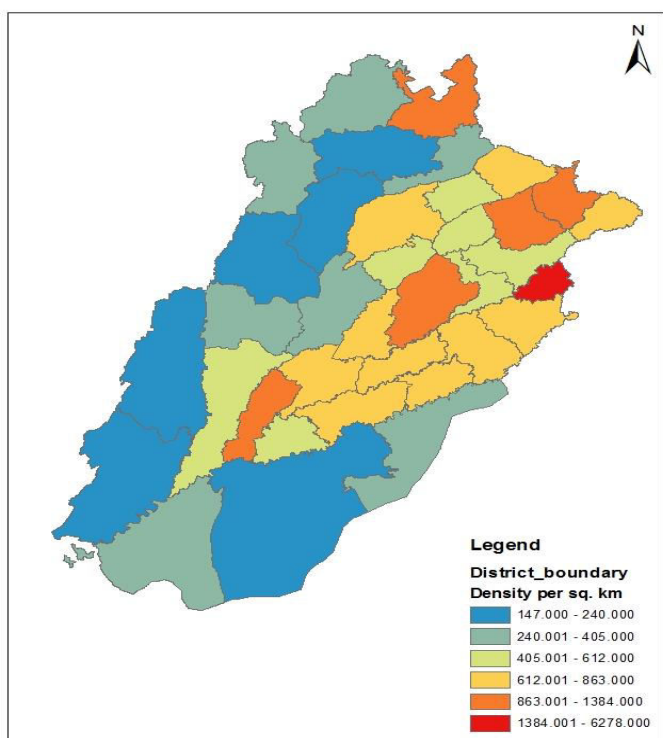 N
Legend
District_boundary
Density per sq. km
147.000 - 240.000
240.001 - 405.000
405.001 - 612.000
612.001 - 863.000
863.001 - 1384.000
1384.001 - 6278.000